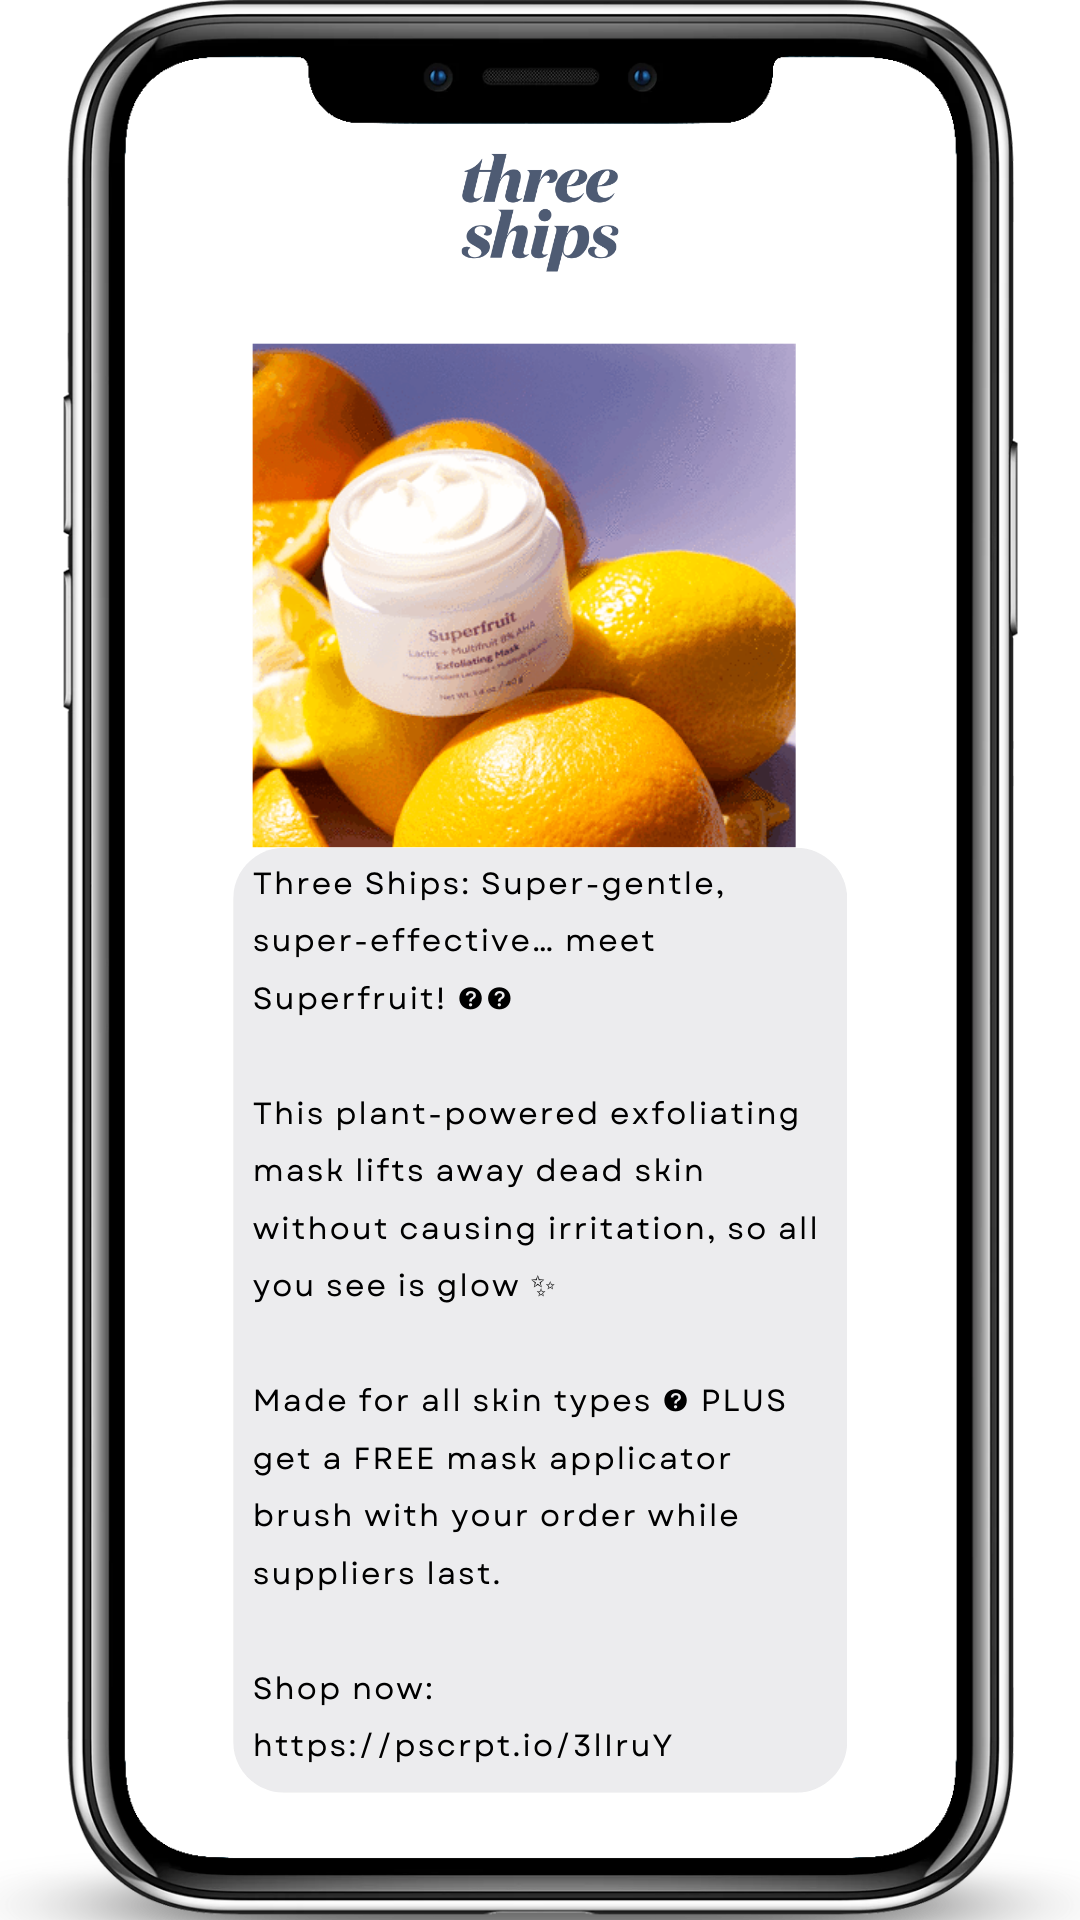 three
ships
Superfruit
Lactic + Multifruit 8% AHA
Exfoliating Mask
Net Wt. 1.4 oz / 40 g
Three Ships: Super-gentle,
super-effective… meet
Superfruit! ??
This plant-powered exfoliating
mask lifts away dead skin
without causing irritation, so all
you see is glow ✨
Made for all skin types ? PLUS
get a FREE mask applicator
brush with your order while
suppliers last.
Shop now:
https://pscrpt.io/3lIruY